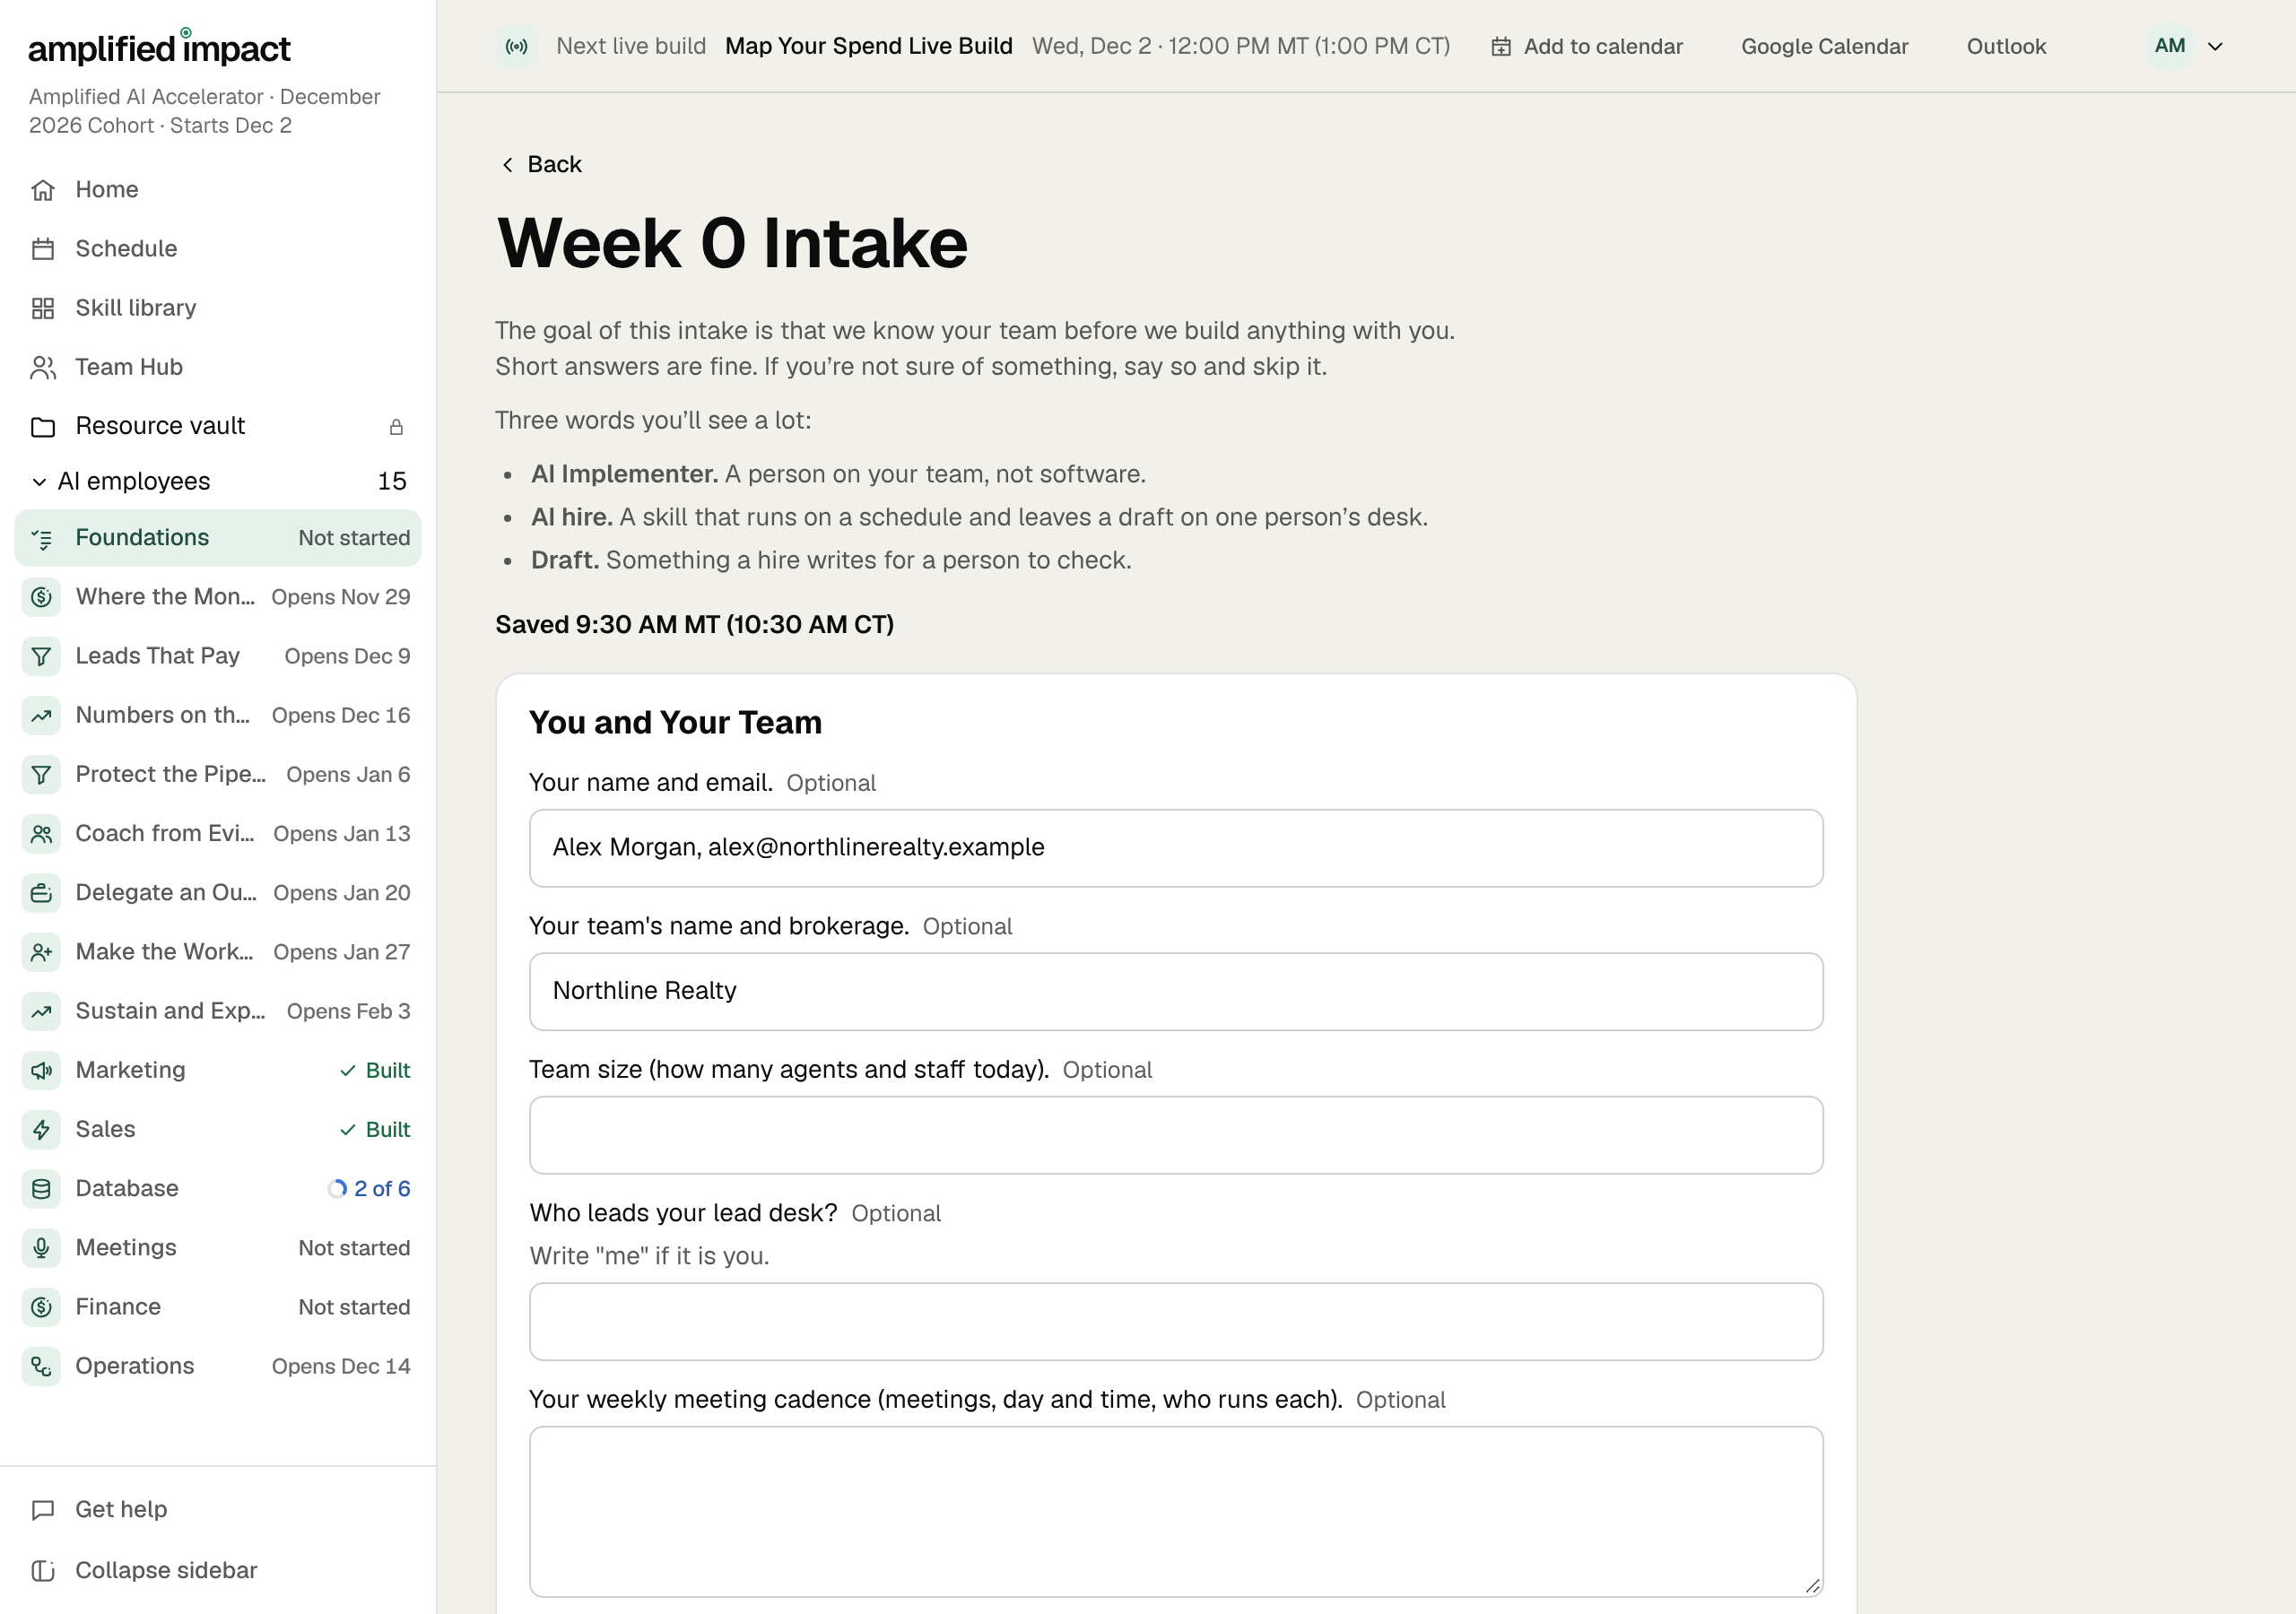 amplified impact
Amplified AI Accelerator · December
2026 Cohort · Starts Dec 2
Home
Schedule
Skill library
Team Hub
Resource vault
AI employees 15
Foundations Not started
Where the Mon... Opens Nov 29
Leads That Pay Opens Dec 9
Numbers on th... Opens Dec 16
Protect the Pipe... Opens Jan 6
Coach from Evi... Opens Jan 13
Delegate an Ou... Opens Jan 20
Make the Work... Opens Jan 27
Sustain and Exp... Opens Feb 3
Marketing Built
Sales Built
Database 2 of 6
Meetings Not started
Finance Not started
Operations Opens Dec 14
Get help
Collapse sidebar
Next live build Map Your Spend Live Build Wed, Dec 2 · 12:00 PM MT (1:00 PM CT) Add to calendar Google Calendar Outlook AM
Back
Week 0 Intake
The goal of this intake is that we know your team before we build anything with you.
Short answers are fine. If you’re not sure of something, say so and skip it.
Three words you’ll see a lot:
• AI Implementer. A person on your team, not software.
• AI hire. A skill that runs on a schedule and leaves a draft on one person’s desk.
• Draft. Something a hire writes for a person to check.
Saved 9:30 AM MT (10:30 AM CT)
You and Your Team
Your name and email. Optional
Alex Morgan, alex@northlinerealty.example
Your team's name and brokerage. Optional
Northline Realty
Team size (how many agents and staff today). Optional
Who leads your lead desk? Optional
Write "me" if it is you.
Your weekly meeting cadence (meetings, day and time, who runs each). Optional